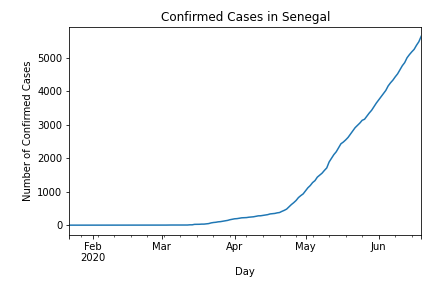 Confirmed Cases in Senegal
Number of Confirmed Cases
5000
4000
3000
2000
1000
0
Feb Mar Apr May Jun
2020
Day